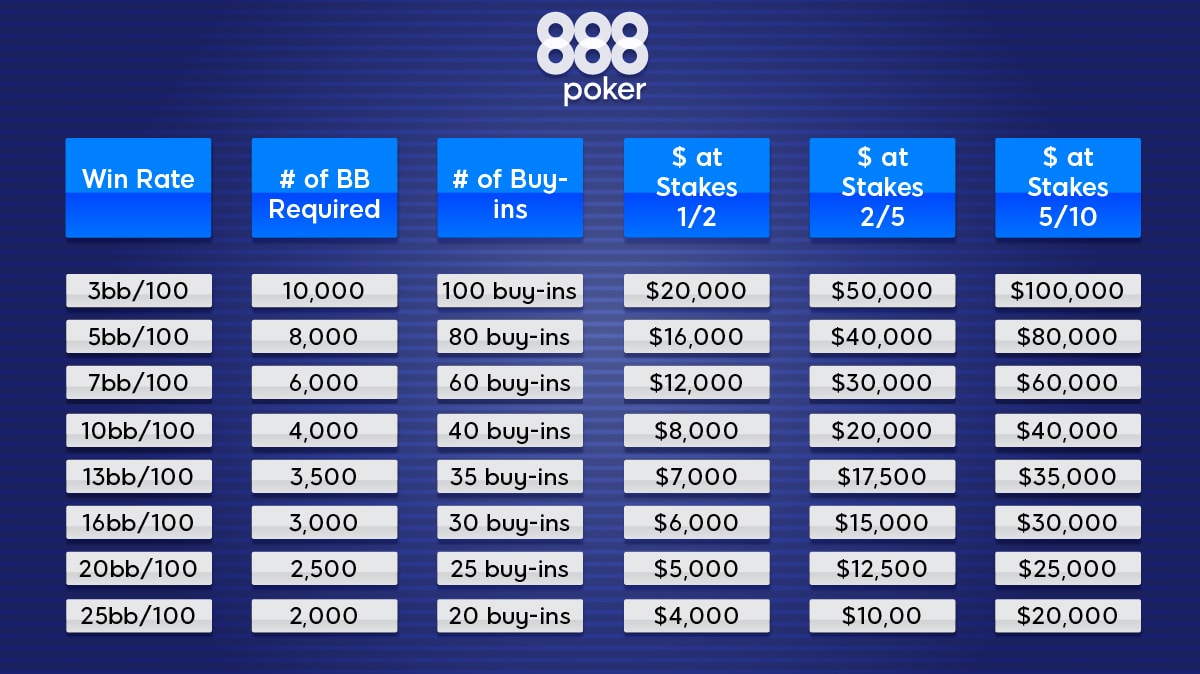 888
poker
Win Rate
# of BB
Required
# of Buy-
ins
$ at
Stakes
1/2
$ at
Stakes
2/5
$ at
Stakes
5/10
3bb/100 10,000 100 buy-ins $20,000 $50,000 $100,000
5bb/100 8,000 80 buy-ins $16,000 $40,000 $80,000
7bb/100 6,000 60 buy-ins $12,000 $30,000 $60,000
10bb/100 4,000 40 buy-ins $8,000 $20,000 $40,000
13bb/100 3,500 35 buy-ins $7,000 $17,500 $35,000
16bb/100 3,000 30 buy-ins $6,000 $15,000 $30,000
20bb/100 2,500 25 buy-ins $5,000 $12,500 $25,000
25bb/100 2,000 20 buy-ins $4,000 $10,00 $20,000